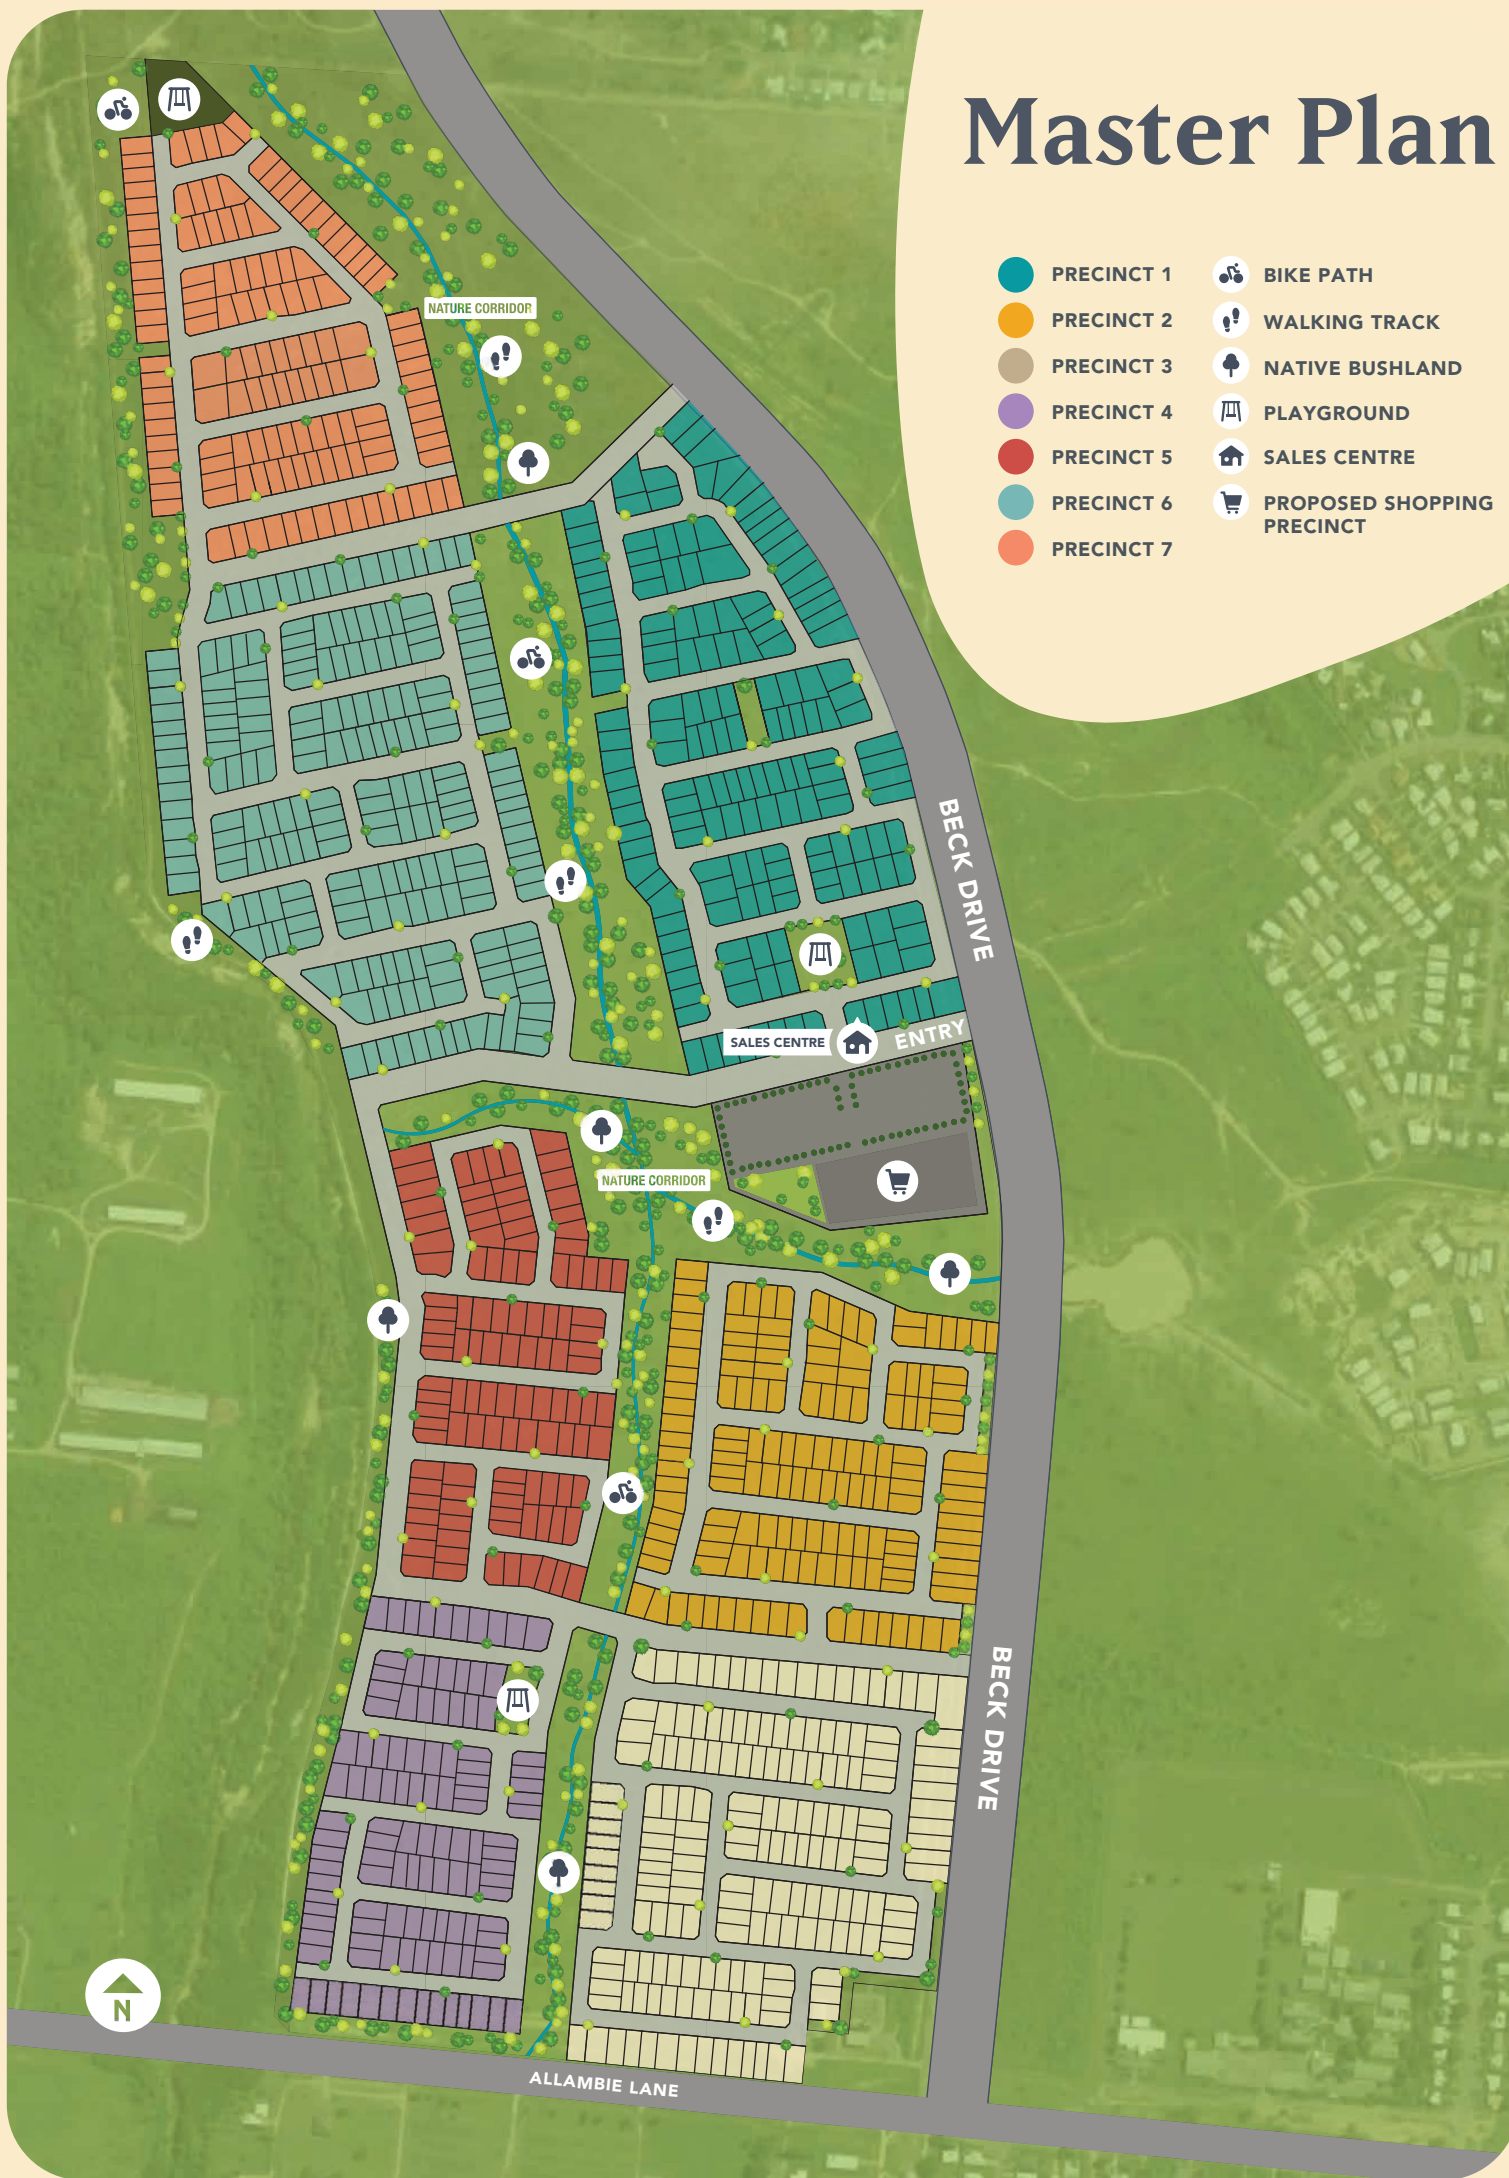 Master Plan
PRECINCT 1
PRECINCT 2
PRECINCT 3
PRECINCT 4
PRECINCT 5
PRECINCT 6
PRECINCT 7
BIKE PATH
WALKING TRACK
NATIVE BUSHLAND
PLAYGROUND
SALES CENTRE
PROPOSED SHOPPING
PRECINCT
NATURE CORRIDOR
BECK DRIVE
SALES CENTRE
ENTRY
NATURE CORRIDOR
BECK DRIVE
N
ALLAMBIE LANE